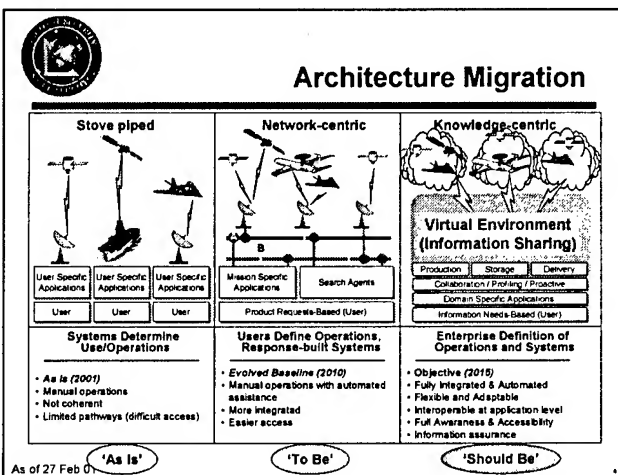 Architecture Migration
Stove piped
User Specific Applications
User Specific Applications
User Specific Applications
User
User
User
Systems Determine
Use/Operations
• As Is (2001)
• Manual operations
• Not coherent
• Limited pathways (difficult access)
'As Is'
Network-centric
B
Mission Specific
Applications
Search Agents
Product Requests-Based (User)
Users Define Operations,
Response-built Systems
• Evolved Baseline (2010)
• Manual operations with automated
assistance
• More integrated
• Easier access
'To Be'
Knowledge-centric
Virtual Environment
(Information Sharing)
Production
Storage
Delivery
Collaboration / Profiling / Proactive
Domain Specific Applications
Information Needs-Based (User)
Enterprise Definition of
Operations and Systems
• Objective (2015)
• Fully Integrated & Automated
• Flexible and Adaptable
• Interoperable at application level
• Full Awareness & Accessibility
• Information assurance
'Should Be'
As of 27 Feb 01